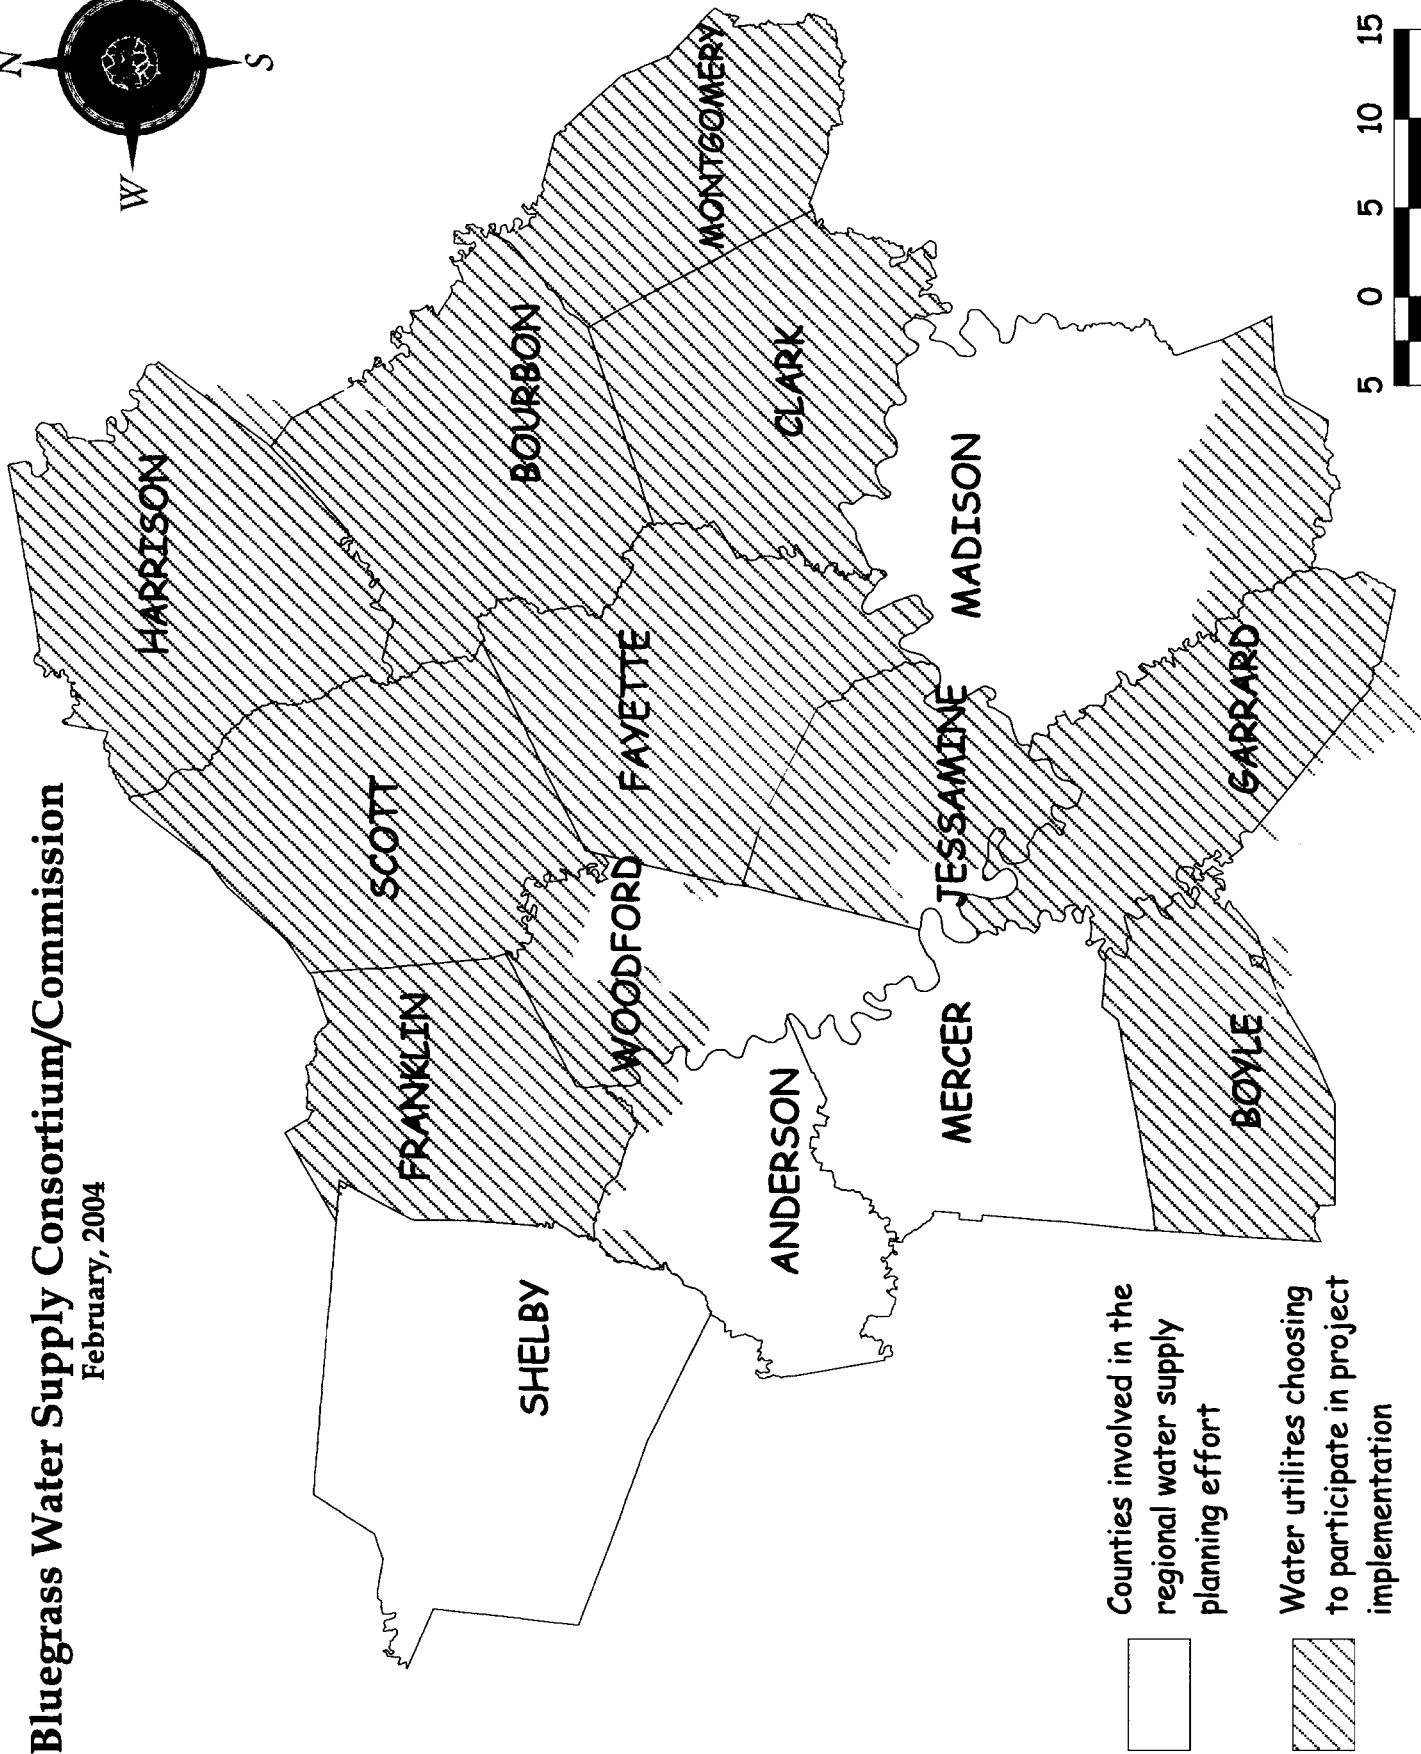 Bluegrass Water Supply Consortium/Commission
February, 2004
N
W
S
HARRISON
SCOTT
BOURBON
FRANKLIN
FAYETTE
MONTGOMERY
SHELBY
WOODFORD
CLARK
ANDERSON
JESSAMINE
MADISON
MERCER
BOYLE
GARRARD
Counties involved in the
regional water supply
planning effort
Water utilites choosing
to participate in project
implementation
5 0 5 10 15